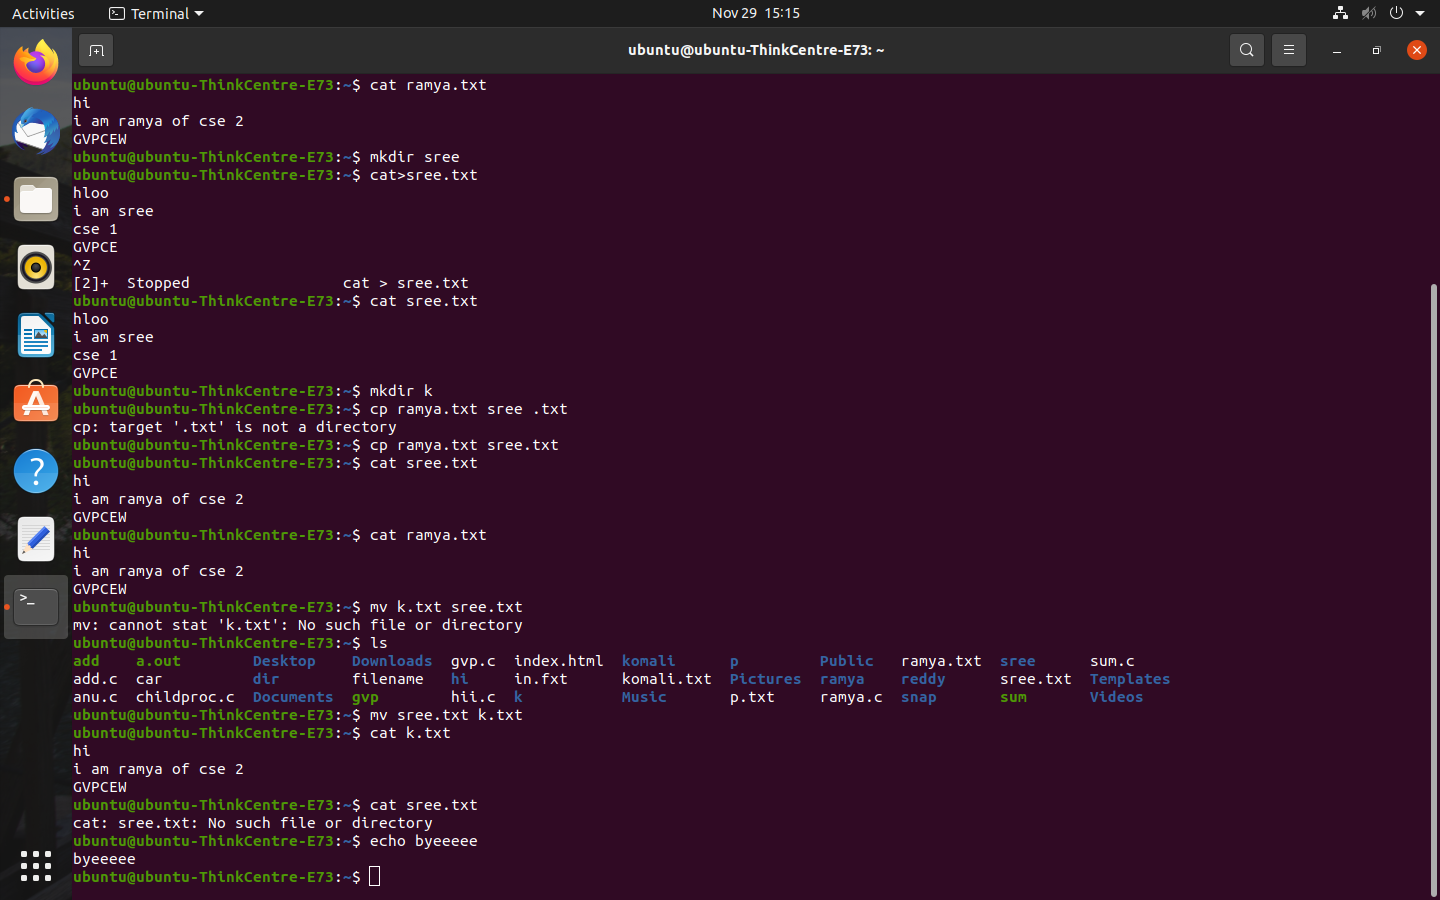 Activities Terminal Nov 29 15:15
ubuntu@ubuntu-ThinkCentre-E73: ~
ubuntu@ubuntu-ThinkCentre-E73:~$ cat ramya.txt
hi
i am ramya of cse 2
GVPCEW
ubuntu@ubuntu-ThinkCentre-E73:~$ mkdir sree
ubuntu@ubuntu-ThinkCentre-E73:~$ cat>sree.txt
hloo
i am sree
cse 1
GVPCE
^Z
[2]+  Stopped                 cat > sree.txt
ubuntu@ubuntu-ThinkCentre-E73:~$ cat sree.txt
hloo
i am sree
cse 1
GVPCE
ubuntu@ubuntu-ThinkCentre-E73:~$ mkdir k
ubuntu@ubuntu-ThinkCentre-E73:~$ cp ramya.txt sree .txt
cp: target '.txt' is not a directory
ubuntu@ubuntu-ThinkCentre-E73:~$ cp ramya.txt sree.txt
ubuntu@ubuntu-ThinkCentre-E73:~$ cat sree.txt
hi
i am ramya of cse 2
GVPCEW
ubuntu@ubuntu-ThinkCentre-E73:~$ cat ramya.txt
hi
i am ramya of cse 2
GVPCEW
ubuntu@ubuntu-ThinkCentre-E73:~$ mv k.txt sree.txt
mv: cannot stat 'k.txt': No such file or directory
ubuntu@ubuntu-ThinkCentre-E73:~$ ls
add    a.out        Desktop    Downloads  gvp.c  index.html  komali      p         Public   ramya.txt  sree      sum.c
add.c  car          dir        filename   hi     in.fxt      komali.txt  Pictures  ramya    reddy      sree.txt  Templates
anu.c  childproc.c  Documents  gvp        hii.c  k           Music       p.txt     ramya.c  snap       sum       Videos
ubuntu@ubuntu-ThinkCentre-E73:~$ mv sree.txt k.txt
ubuntu@ubuntu-ThinkCentre-E73:~$ cat k.txt
hi
i am ramya of cse 2
GVPCEW
ubuntu@ubuntu-ThinkCentre-E73:~$ cat sree.txt
cat: sree.txt: No such file or directory
ubuntu@ubuntu-ThinkCentre-E73:~$ echo byeeeee
byeeeee
ubuntu@ubuntu-ThinkCentre-E73:~$